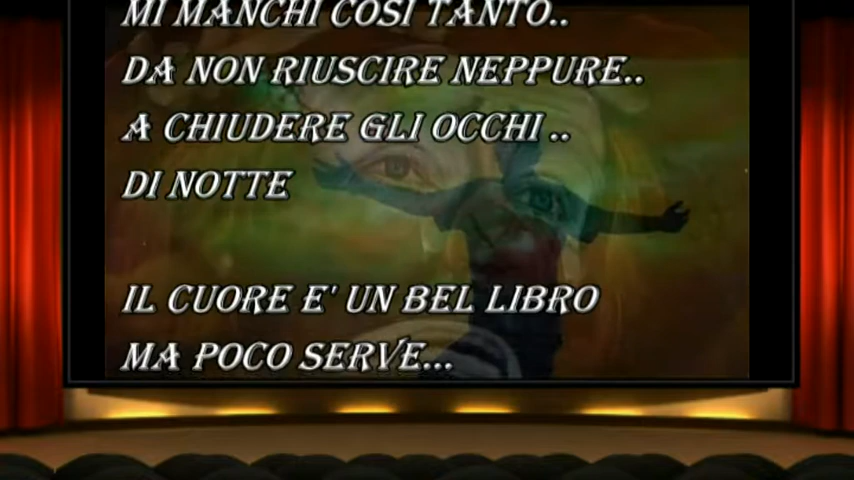 MI MANCHI COSI TANTO..
DA NON RIUSCIRE NEPPURE..
A CHIUDERE GLI OCCHI ..
DI NOTTE
IL CUORE E' UN BEL LIBRO
MA POCO SERVE...